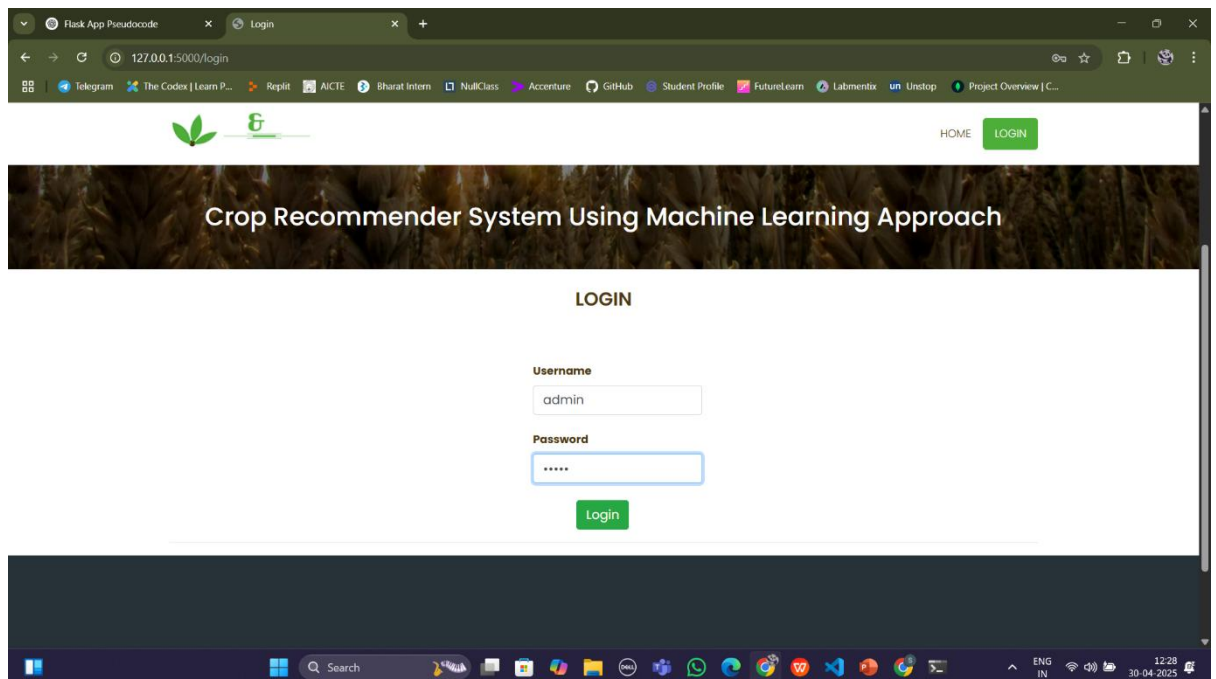 Flask App Pseudocode
Login
127.0.0.1:5000/login
Telegram
The Codex | Learn P...
Replit
AICTE
Bharat Intern
NullClass
Accenture
GitHub
Student Profile
FutureLearn
Labmentix
un Unstop
Project Overview | C...
&
HOME
LOGIN
Crop Recommender System Using Machine Learning Approach
LOGIN
Username
admin
Password
•••••
Login
Search
ENG
IN
12:28
30-04-2025